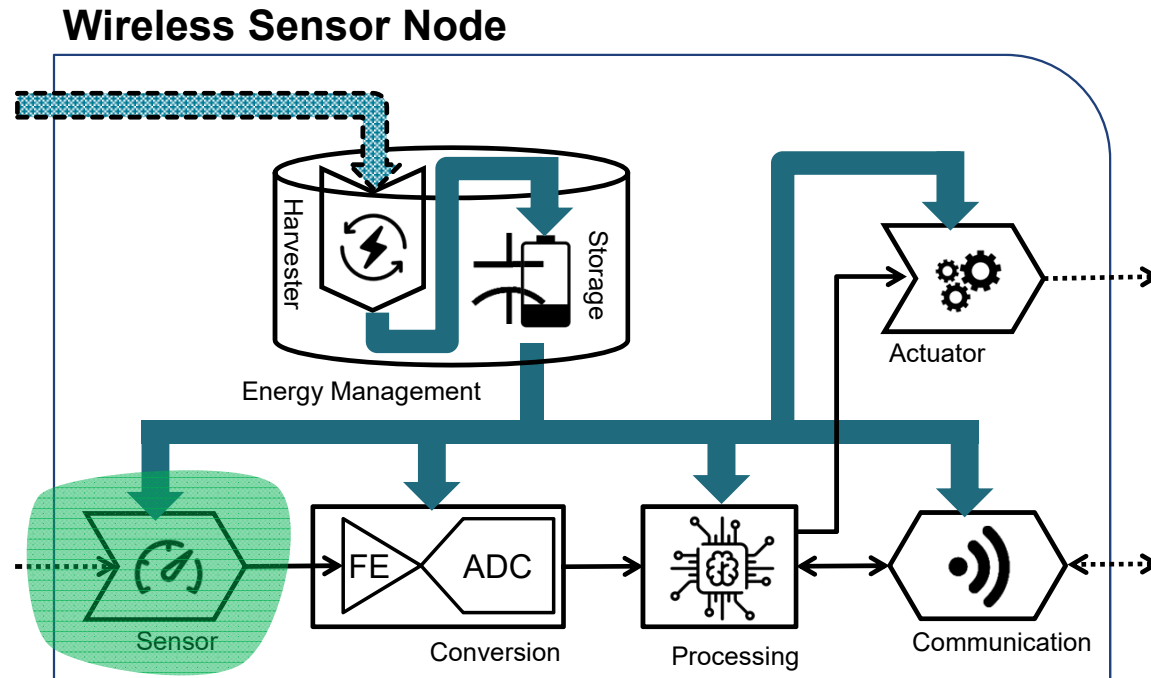 Wireless Sensor Node
Harvester
Storage
Energy Management
Actuator
FE
ADC
Sensor
Conversion
Processing
Communication